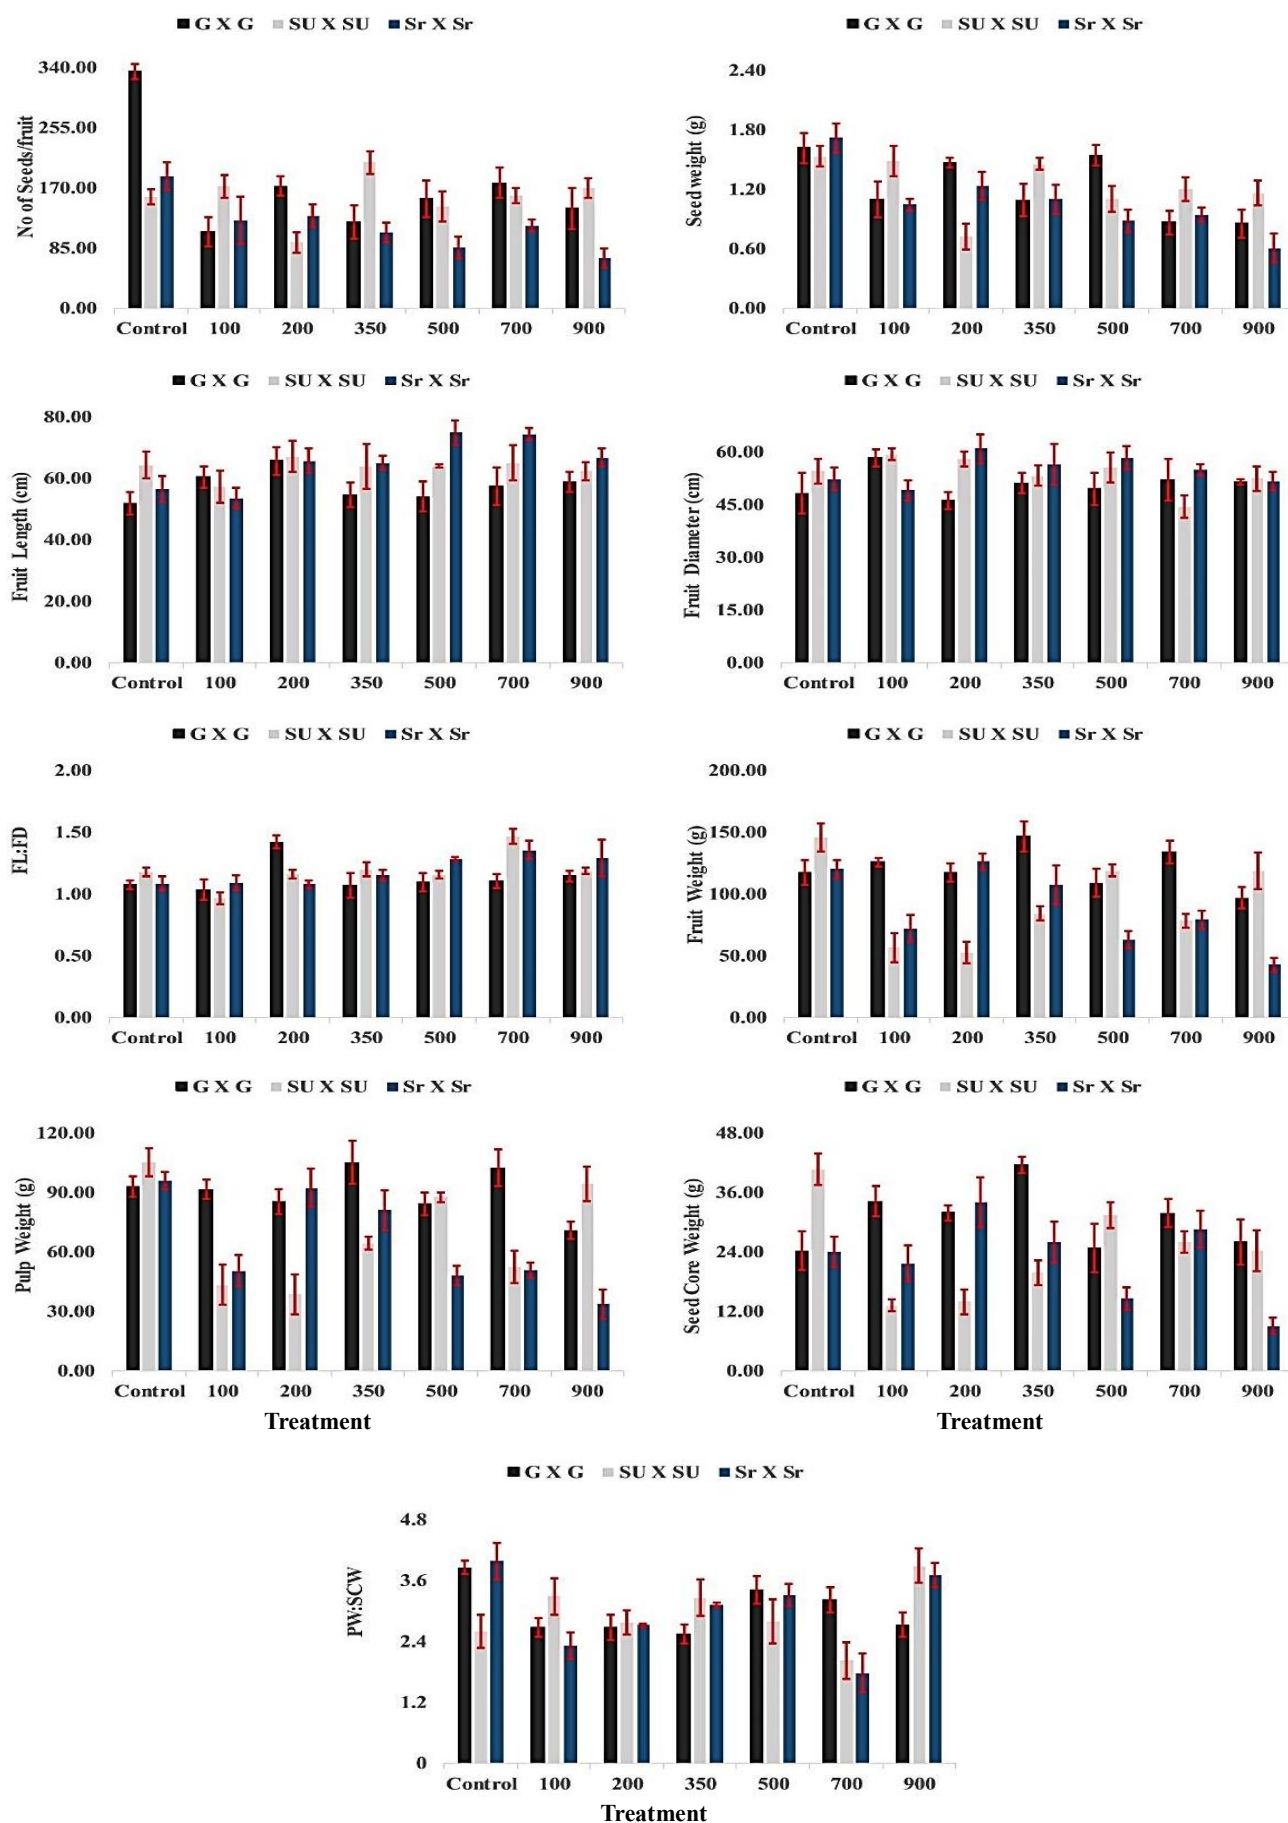 G X G SU X SU Sr X Sr
No of Seeds/fruit
340.00
255.00
170.00
85.00
0.00
Control 100 200 350 500 700 900
G X G SU X SU Sr X Sr
Seed weight (g)
2.40
1.80
1.20
0.60
0.00
Control 100 200 350 500 700 900
G X G SU X SU Sr X Sr
Fruit Length (cm)
80.00
60.00
40.00
20.00
0.00
Control 100 200 350 500 700 900
G X G SU X SU Sr X Sr
Fruit Diameter (cm)
60.00
45.00
30.00
15.00
0.00
Control 100 200 350 500 700 900
G X G SU X SU Sr X Sr
FL:FD
2.00
1.50
1.00
0.50
0.00
Control 100 200 350 500 700 900
G X G SU X SU Sr X Sr
Fruit Weight (g)
200.00
150.00
100.00
50.00
0.00
Control 100 200 350 500 700 900
G X G SU X SU Sr X Sr
Pulp Weight (g)
120.00
90.00
60.00
30.00
0.00
Control 100 200 350 500 700 900
Treatment
G X G SU X SU Sr X Sr
Seed Core Weight (g)
48.00
36.00
24.00
12.00
0.00
Control 100 200 350 500 700 900
Treatment
G X G SU X SU Sr X Sr
PW:SCW
4.8
3.6
2.4
1.2
0
Control 100 200 350 500 700 900
Treatment